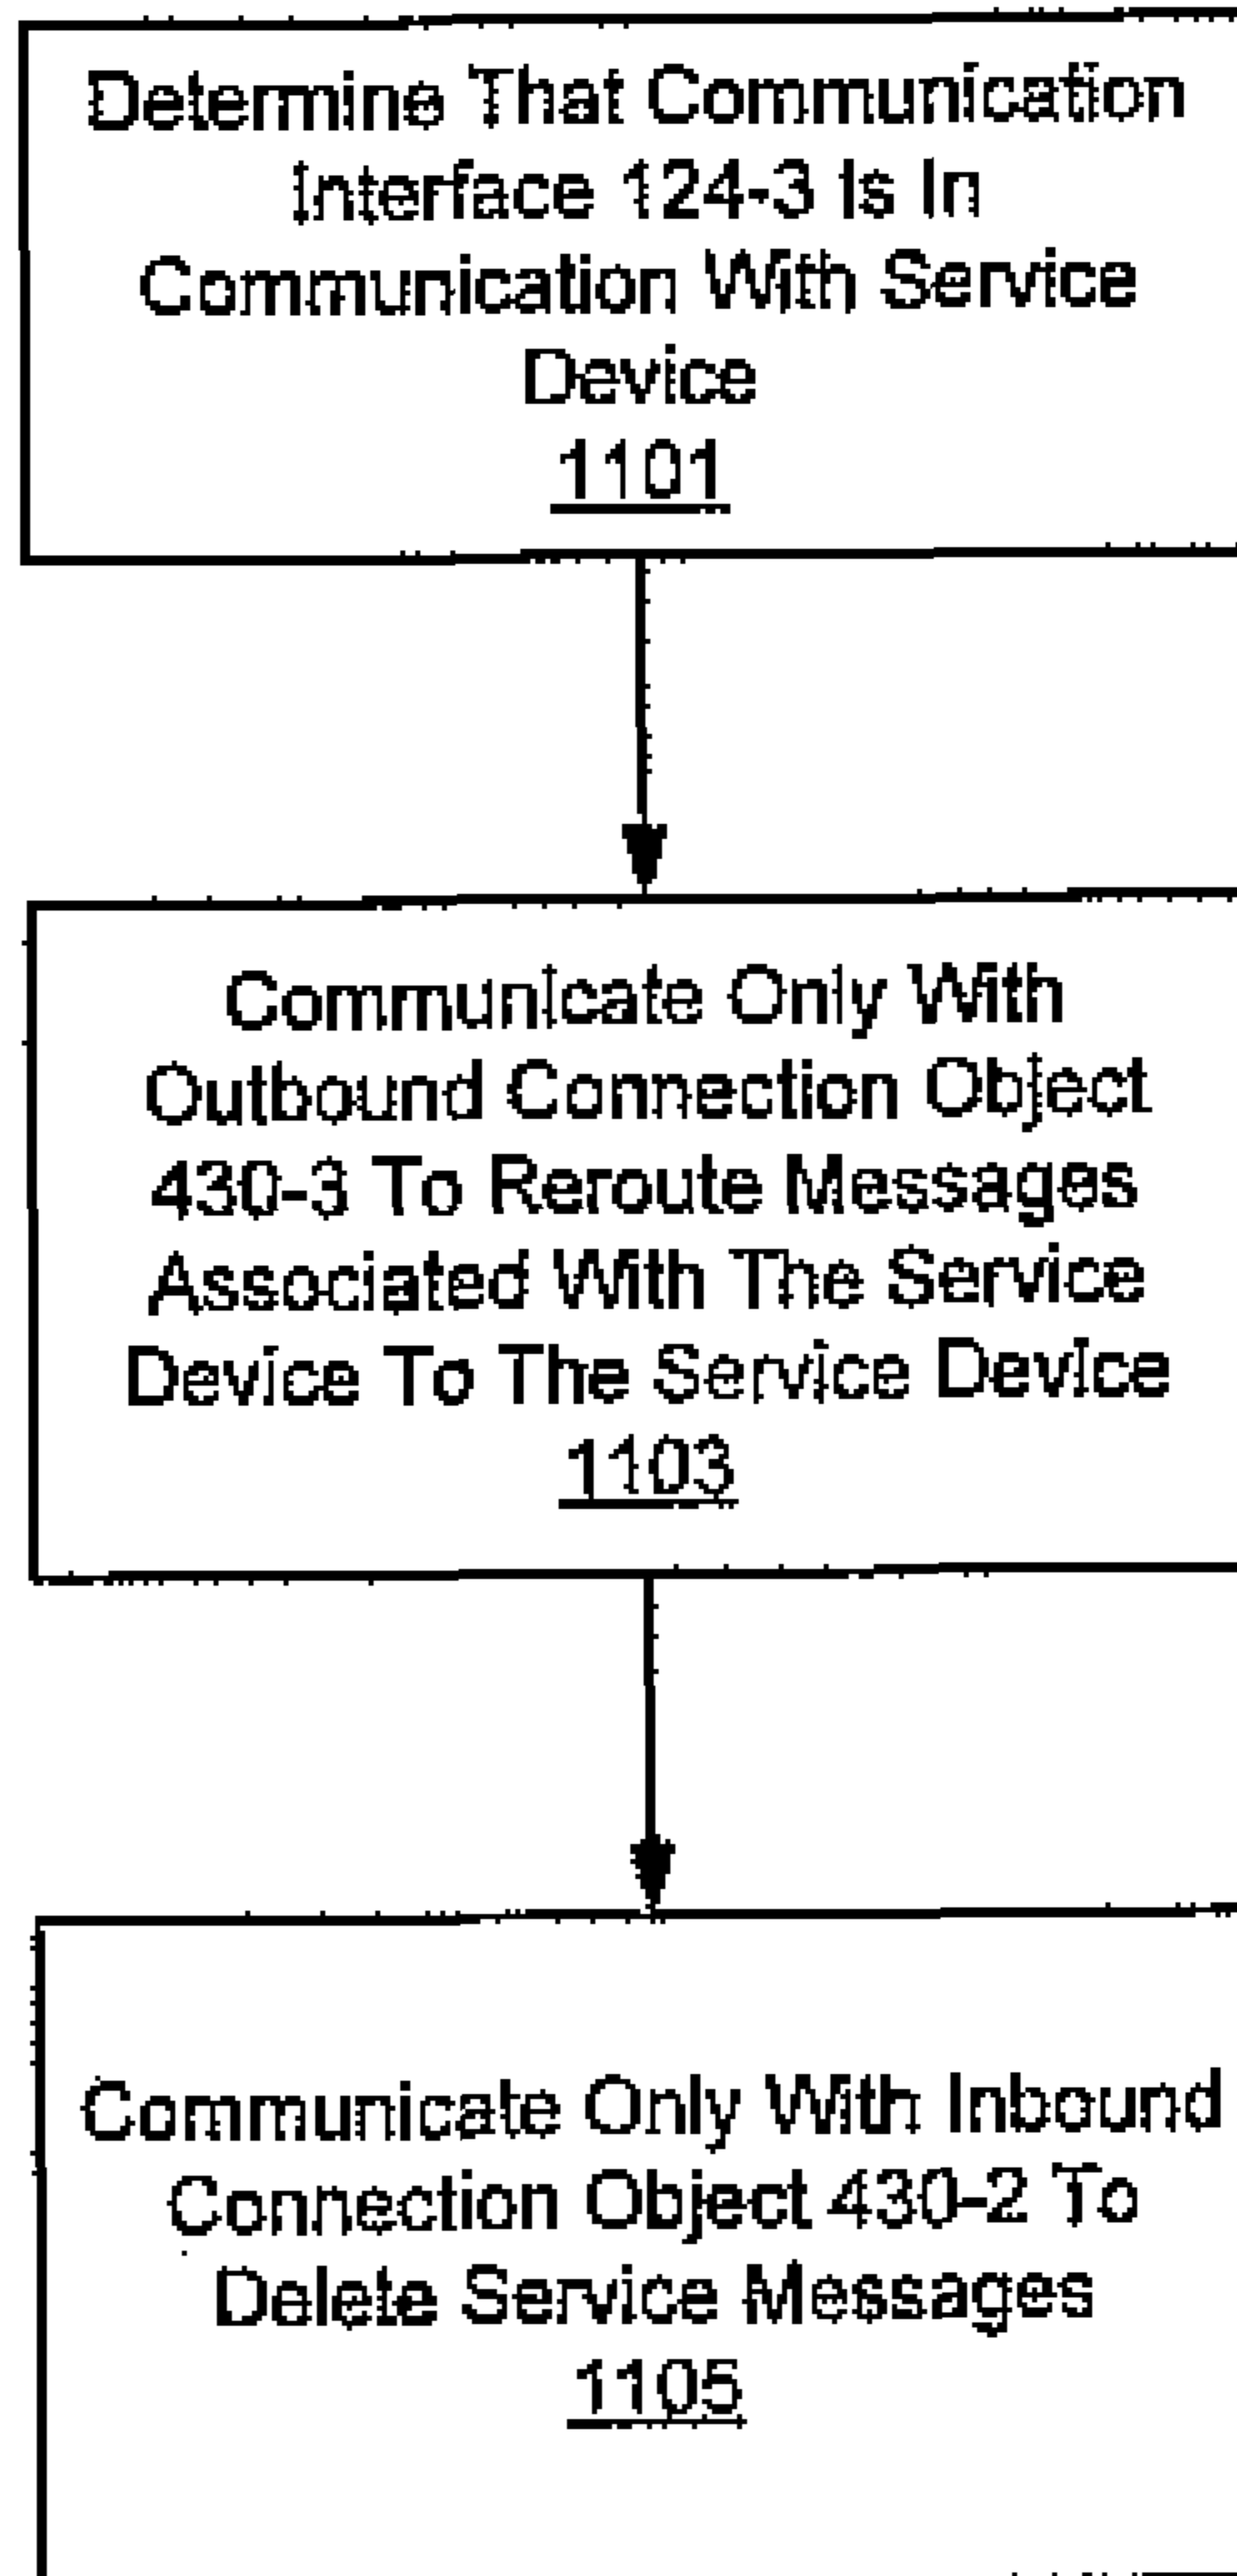 Determine That Communication
Interface 124-3 Is In
Communication With Service
Device
1101
Communicate Only With
Outbound Connection Object
430-3 To Reroute Messages
Associated With The Service
Device To The Service Device
1103
Communicate Only With Inbound
Connection Object 430-2 To
Delete Service Messages
1105